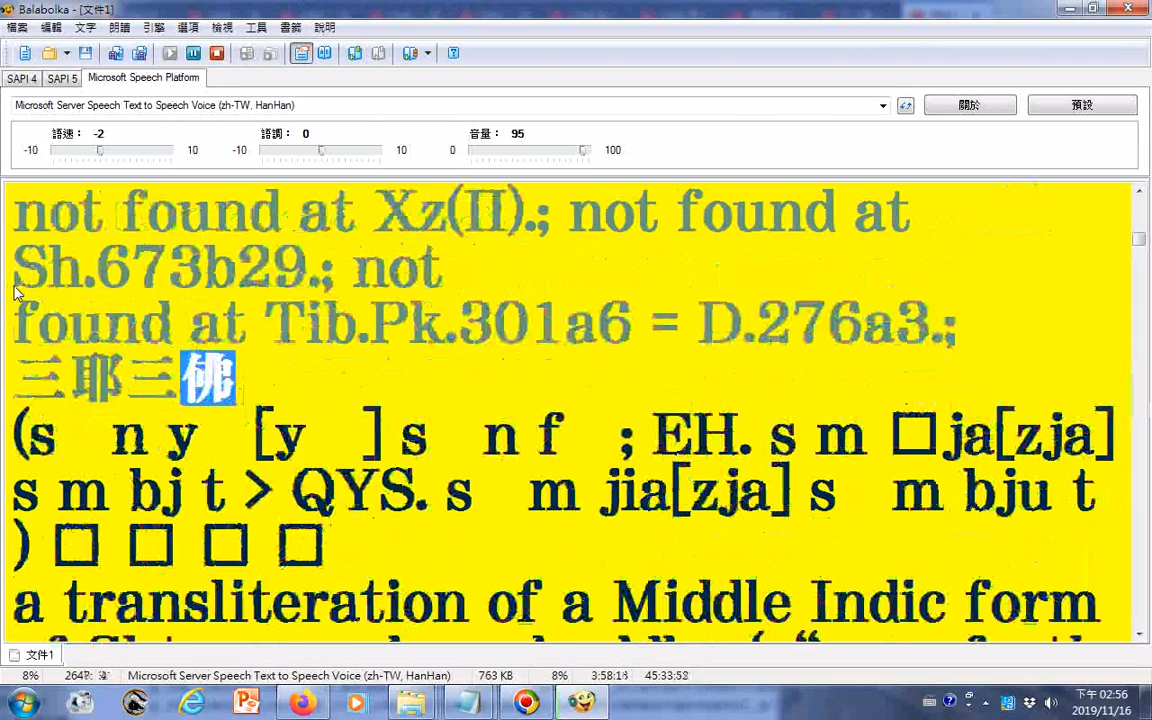 Balabolka - [文件1]
檔案 編輯 文字 朗讀 引擎 選項 檢視 工具 書籤 說明
SAPI 4 SAPI 5 Microsoft Speech Platform
Microsoft Server Speech Text to Speech Voice (zh-TW, HanHan) 關於 預設
語速： -2 語調： 0 音量： 95
-10 10 -10 10 0 100
not found at Xz(Π).; not found at
Sh.673b29.; not
found at Tib.Pk.301a6 = D.276a3.;
三耶三佛
(s n y [y ] s n f ; EH. s m □ja[zja]
s m bj t > QYS. s m jia[zja] s m bju t
) □ □ □ □
a transliteration of a Middle Indic form
文件1
8% Microsoft Server Speech Text to Speech Voice (zh-TW, HanHan) 763 KB 8% 3:58:18 45:33:52
下午 02:56
2019/11/16